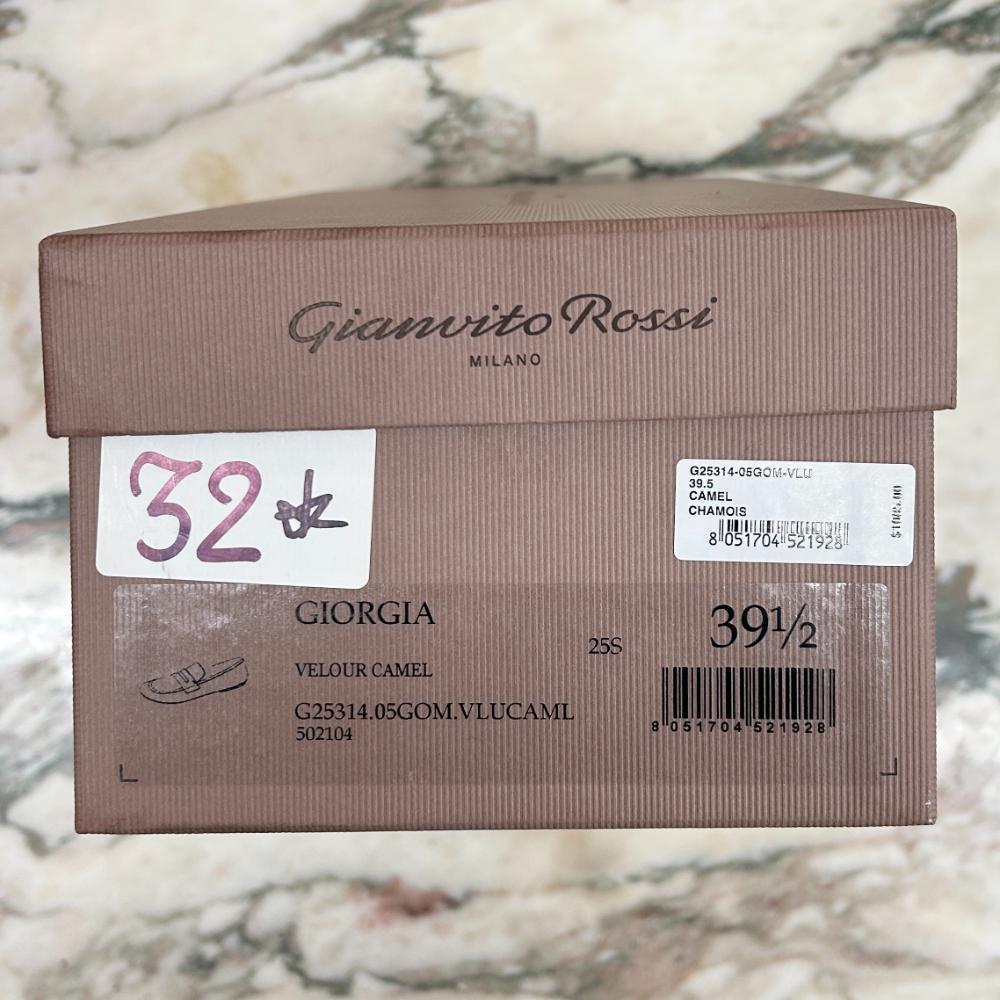 Gianvito Rossi
MILANO
32
G25314-05GOM-VLU
39.5
CAMEL
CHAMOIS
8 051704 521928
GIORGIA
25S
39½
VELOUR CAMEL
G25314.05GOM.VLUCAML
502104
8 051704 521928